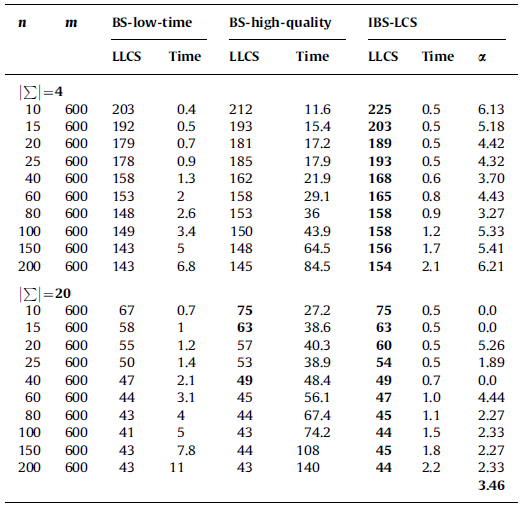 n m BS-low-time BS-high-quality IBS-LCS
LLCS Time LLCS Time LLCS Time α
|∑|=4
10 600 203 0.4 212 11.6 225 0.5 6.13
15 600 192 0.5 193 15.4 203 0.5 5.18
20 600 179 0.7 181 17.2 189 0.5 4.42
25 600 178 0.9 185 17.9 193 0.5 4.32
40 600 158 1.3 162 21.9 168 0.6 3.70
60 600 153 2 158 29.1 165 0.8 4.43
80 600 148 2.6 153 36 158 0.9 3.27
100 600 149 3.4 150 43.9 158 1.2 5.33
150 600 143 5 148 64.5 156 1.7 5.41
200 600 143 6.8 145 84.5 154 2.1 6.21
|∑|=20
10 600 67 0.7 75 27.2 75 0.5 0.0
15 600 58 1 63 38.6 63 0.5 0.0
20 600 55 1.2 57 40.3 60 0.5 5.26
25 600 50 1.4 53 38.9 54 0.5 1.89
40 600 47 2.1 49 48.4 49 0.7 0.0
60 600 44 3.1 45 56.1 47 1.0 4.44
80 600 43 4 44 67.4 45 1.1 2.27
100 600 41 5 43 74.2 44 1.5 2.33
150 600 43 7.8 44 108 45 1.8 2.27
200 600 43 11 43 140 44 2.2 2.33
3.46